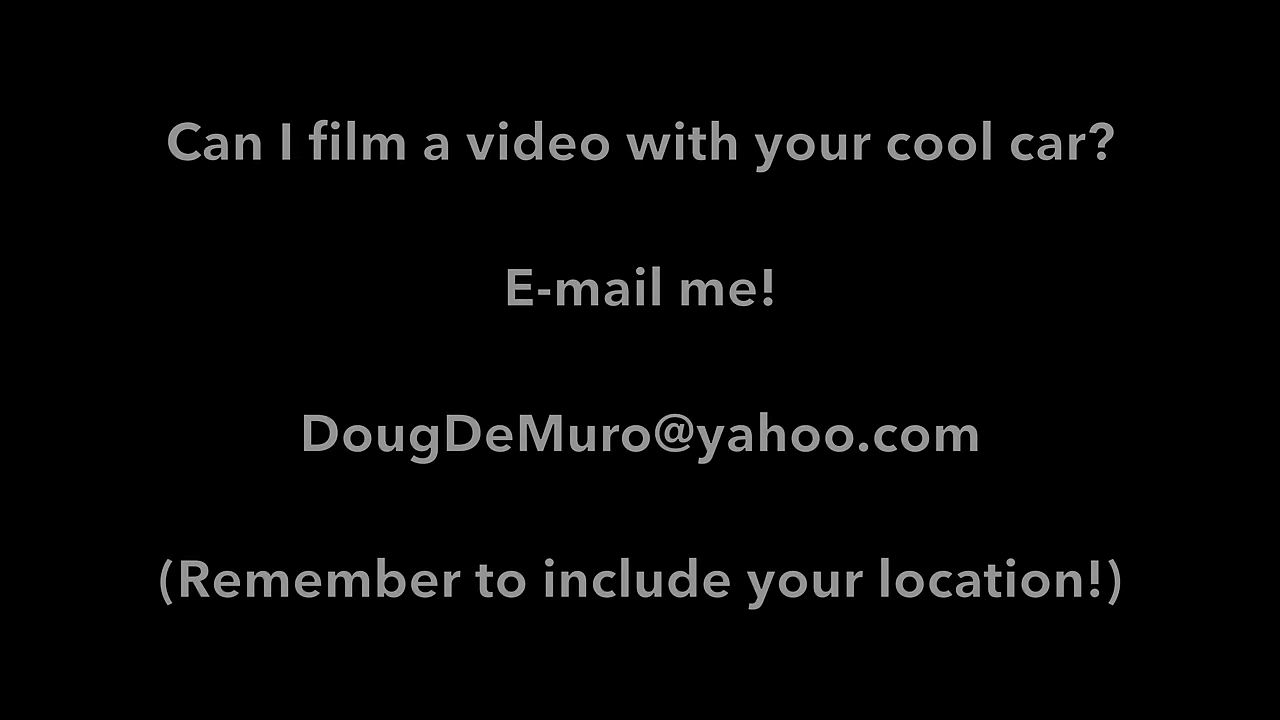 Can I film a video with your cool car?
E-mail me!
DougDeMuro@yahoo.com
(Remember to include your location!)